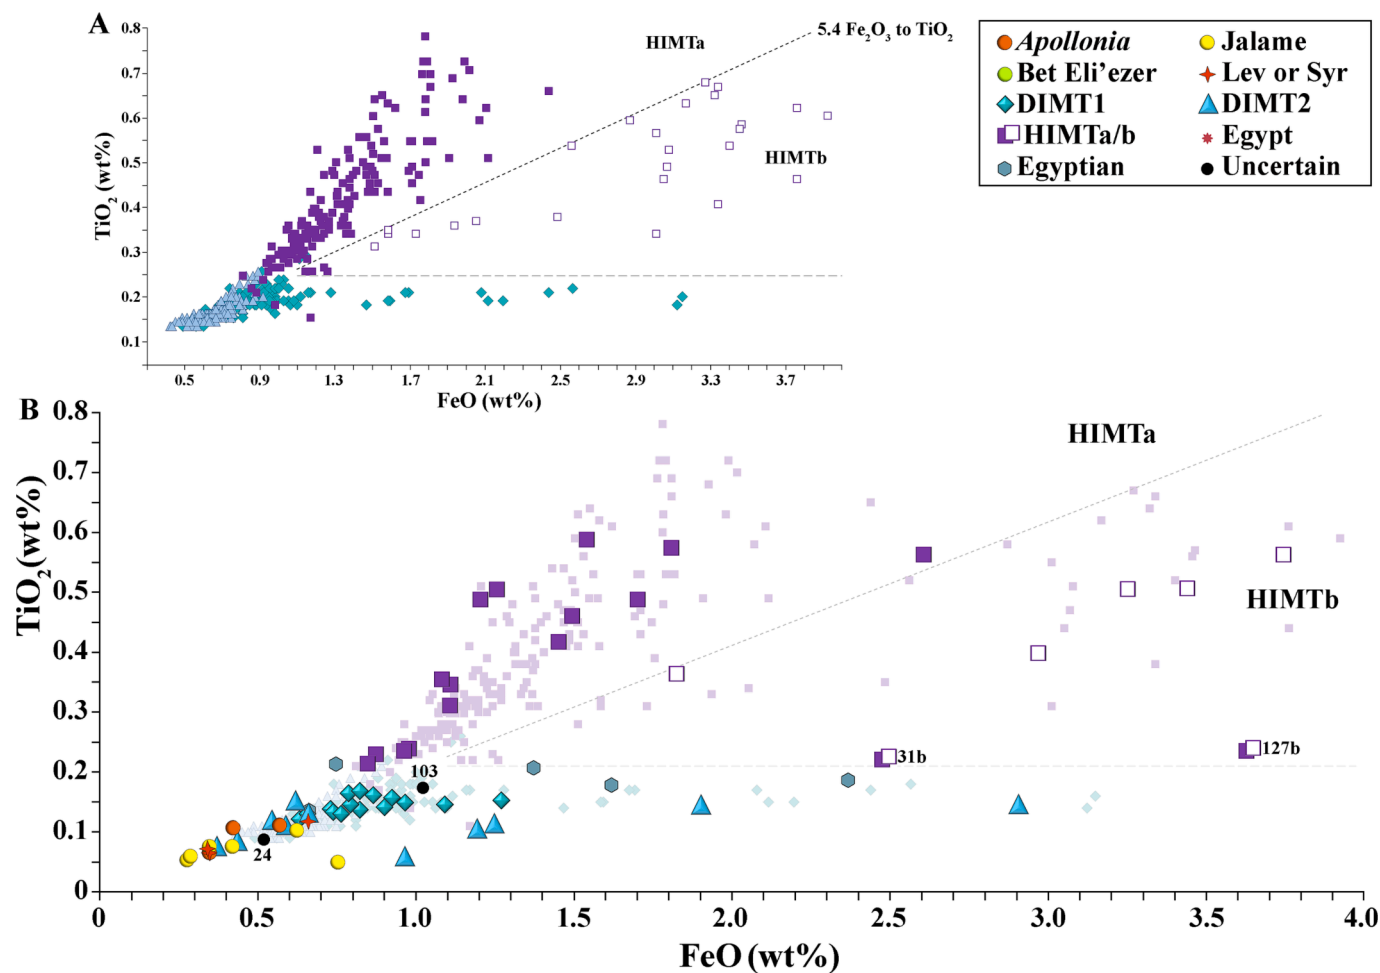 A
0.8
0.7
0.6
0.5
0.4
0.3
0.2
0.1
TiO₂ (wt%)
HIMTa
5.4 Fe₂O₃ to TiO₂
HIMTb
0.5 0.9 1.3 1.7 2.1 2.5 2.9 3.3 3.7
FeO (wt%)
Apollonia Jalame
Bet Eli’ezer Lev or Syr
DIMT1 DIMT2
HIMTa/b Egypt
Egyptian Uncertain
B
0.8
0.7
0.6
0.5
0.4
0.3
0.2
0.1
0
TiO₂(wt%)
HIMTa
HIMTb
31b
127b
103
24
0 0.5 1.0 1.5 2.0 2.5 3.0 3.5 4.0
FeO (wt%)